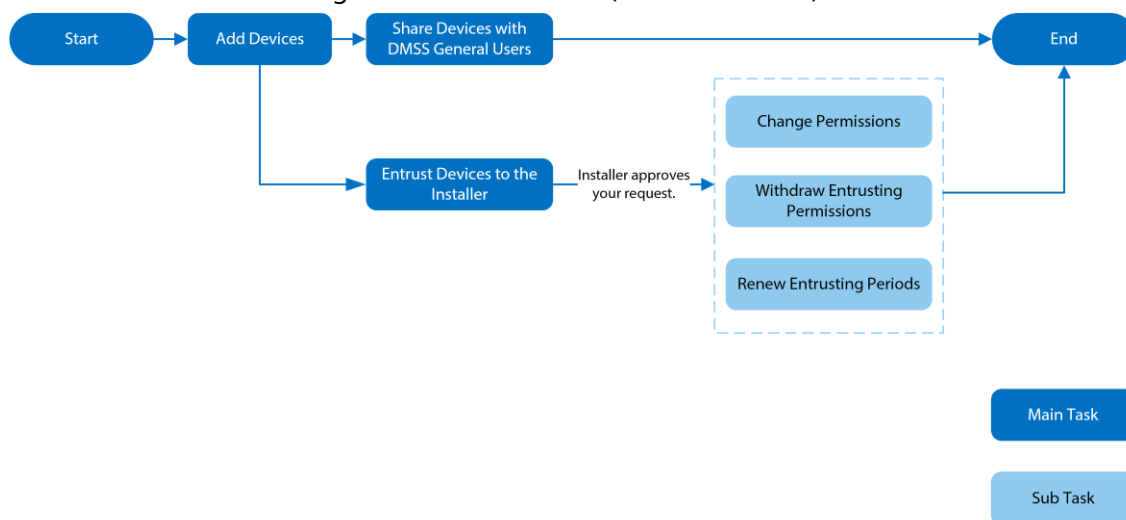 Start
Add Devices
Share Devices with
DMSS General Users
End
Change Permissions
Entrust Devices to the
Installer
Installer approves
your request.
Withdraw Entrusting
Permissions
Renew Entrusting Periods
Main Task
Sub Task